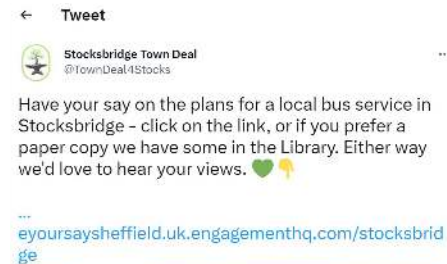 ← Tweet
Stocksbridge Town Deal
@TownDeal4Stocks
Have your say on the plans for a local bus service in
Stocksbridge - click on the link, or if you prefer a
paper copy we have some in the Library. Either way
we'd love to hear your views. 💚👇
...
eyoursaysheffield.uk.engagementhq.com/stocksbrid
ge